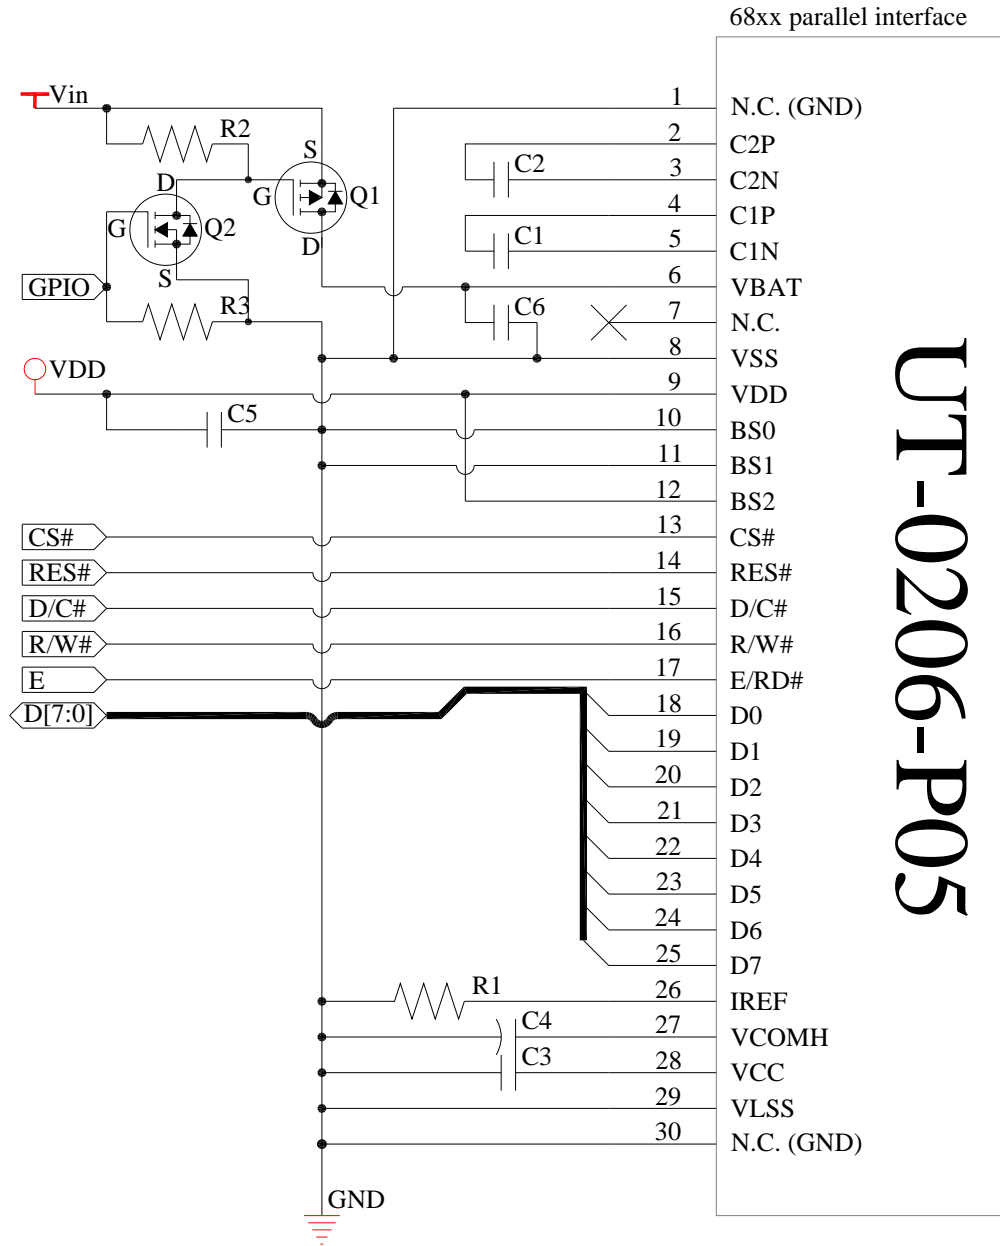 68xx parallel interface
Vin
R2
S
G
Q1
D
D
G
Q2
S
GPIO
R3
VDD
C5
C2
C1
C6
1 N.C. (GND)
2 C2P
3 C2N
4 C1P
5 C1N
6 VBAT
7 N.C.
8 VSS
9 VDD
10 BS0
11 BS1
12 BS2
CS# 13 CS#
RES# 14 RES#
D/C# 15 D/C#
R/W# 16 R/W#
E 17 E/RD#
D[7:0] 18 D0
19 D1
20 D2
21 D3
22 D4
23 D5
24 D6
25 D7
R1 26 IREF
C4 27 VCOMH
C3 28 VCC
29 VLSS
30 N.C. (GND)
GND
UT-0206-P05